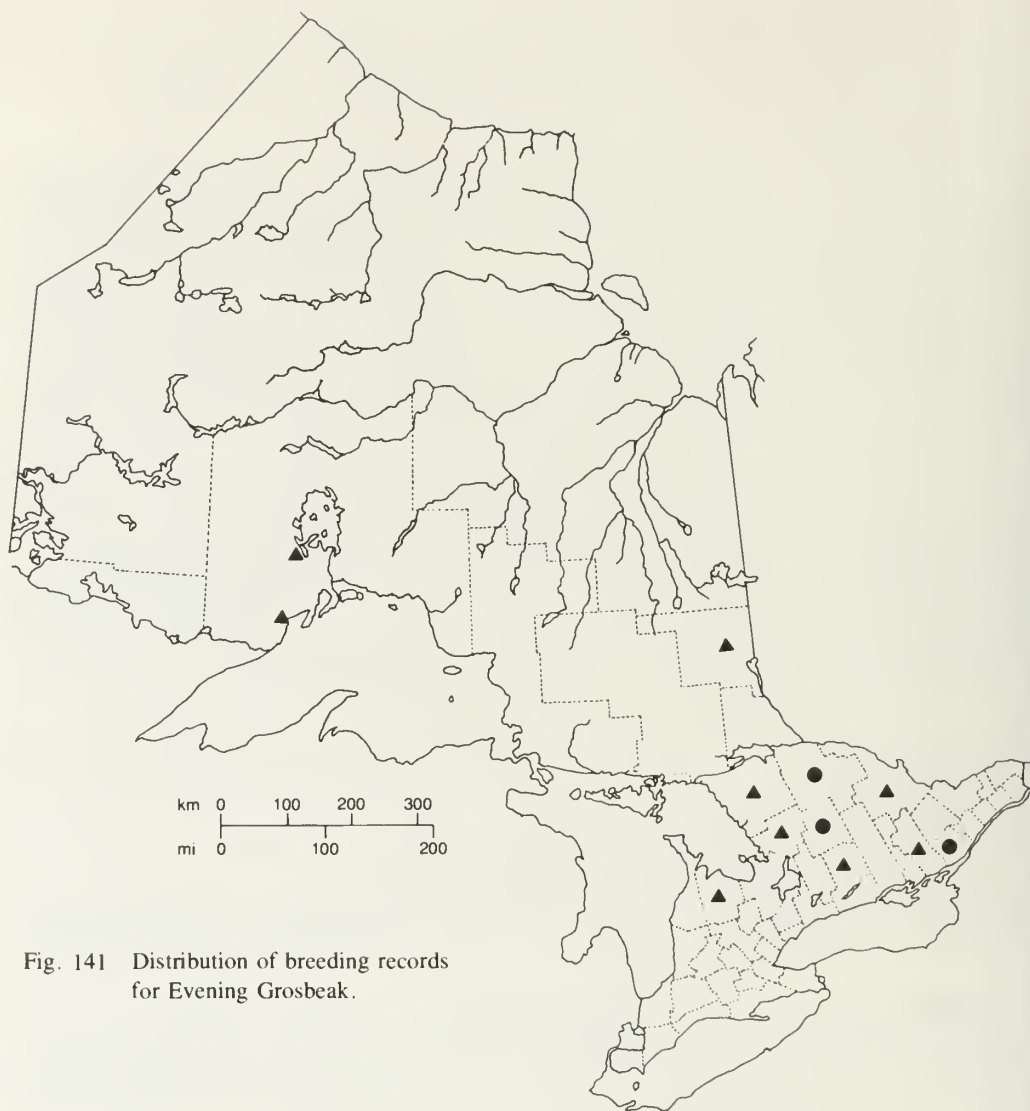 km 0 100 200 300
mi 0 100 200
Fig. 141 Distribution of breeding records
for Evening Grosbeak.